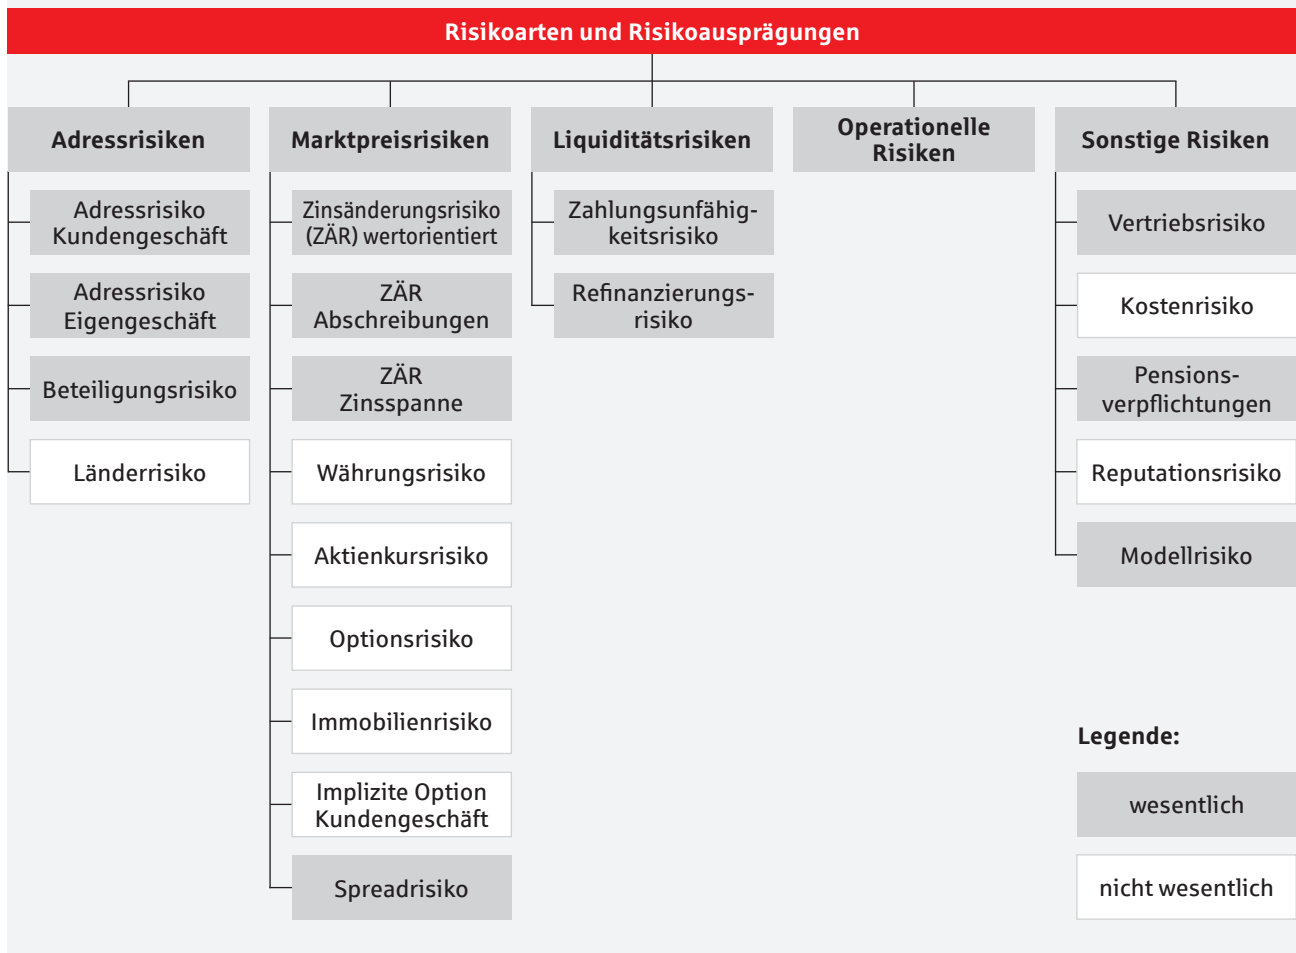 Risikoarten und Risikoausprägungen
Adressrisiken
Adressrisiko
Kundengeschäft
Adressrisiko
Eigengeschäft
Beteiligungsrisiko
Länderrisiko
Marktpreisrisiken
Zinsänderungsrisiko
(ZÄR) wertorientiert
ZÄR
Abschreibungen
ZÄR
Zinsspanne
Währungsrisiko
Aktienkursrisiko
Optionsrisiko
Immobilienrisiko
Implizite Option
Kundengeschäft
Spreadrisiko
Liquiditätsrisiken
Zahlungsunfähig-
keitsrisiko
Refinanzierungs-
risiko
Operationelle
Risiken
Sonstige Risiken
Vertriebsrisiko
Kostenrisiko
Pensions-
verpflichtungen
Reputationsrisiko
Modellrisiko
Legende:
wesentlich
nicht wesentlich